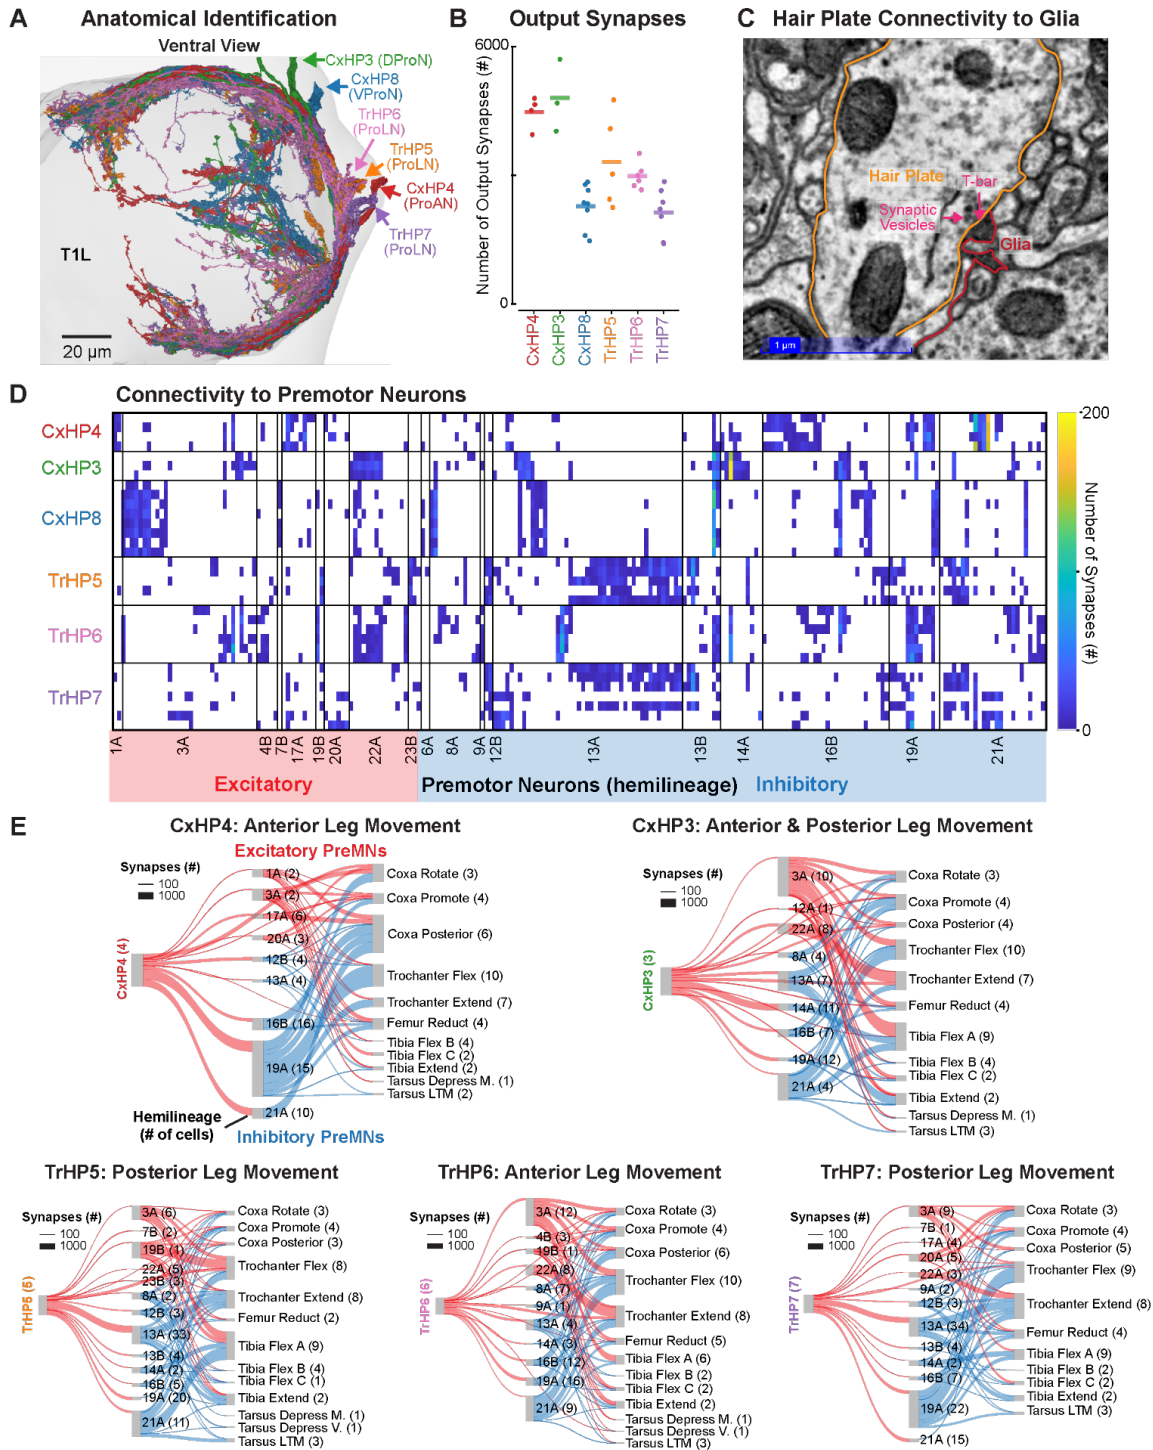 A Anatomical Identification
Ventral View
CxHP3 (DProN)
CxHP8
(VProN)
TrHP6
(ProLN)
TrHP5
(ProLN)
CxHP4
(ProAN)
TrHP7
(ProLN)
T1L
20 µm
B Output Synapses
Number of Output Synapses (#)
6000
0
CxHP4
CxHP3
CxHP8
TrHP5
TrHP6
TrHP7
C Hair Plate Connectivity to Glia
Hair Plate
T-bar
Synaptic
Vesicles
Glia
1 µm
D Connectivity to Premotor Neurons
CxHP4
CxHP3
CxHP8
TrHP5
TrHP6
TrHP7
200
0
Number of Synapses (#)
1A
3A
4B
7B
17A
19B
20A
22A
23B
6A
8A
9A
12B
13A
13B
14A
16B
19A
21A
Excitatory
Premotor Neurons (hemilineage)
Inhibitory
E
CxHP4: Anterior Leg Movement
Excitatory PreMNs
Synapses (#)
100
1000
CxHP4 (4)
1A (2)
3A (2)
17A (6)
20A (3)
12B (4)
13A (4)
16B (16)
19A (15)
21A (10)
Coxa Rotate (3)
Coxa Promote (4)
Coxa Posterior (6)
Trochanter Flex (10)
Trochanter Extend (7)
Femur Reduct (4)
Tibia Flex B (4)
Tibia Flex C (2)
Tibia Extend (2)
Tarsus Depress M. (1)
Tarsus LTM (2)
Hemilineage
(# of cells)
Inhibitory PreMNs
CxHP3: Anterior & Posterior Leg Movement
Synapses (#)
100
1000
CxHP3 (3)
3A (10)
12A (1)
22A (8)
8A (4)
13A (7)
14A (11)
16B (7)
19A (12)
21A (4)
Coxa Rotate (3)
Coxa Promote (4)
Coxa Posterior (4)
Trochanter Flex (10)
Trochanter Extend (7)
Femur Reduct (4)
Tibia Flex A (9)
Tibia Flex B (4)
Tibia Flex C (2)
Tibia Extend (2)
Tarsus Depress M. (1)
Tarsus LTM (3)
TrHP5: Posterior Leg Movement
Synapses (#)
100
1000
TrHP5 (5)
3A (6)
7B (2)
19B (1)
22A (5)
23B (3)
8A (2)
12B (3)
13A (33)
13B (4)
14A (2)
16B (5)
19A (20)
21A (11)
Coxa Rotate (3)
Coxa Promote (4)
Coxa Posterior (3)
Trochanter Flex (8)
Trochanter Extend (8)
Femur Reduct (2)
Tibia Flex A (9)
Tibia Flex B (4)
Tibia Flex C (1)
Tibia Extend (2)
Tarsus Depress M. (1)
Tarsus Depress V. (1)
Tarsus LTM (3)
TrHP6: Anterior Leg Movement
Synapses (#)
100
1000
TrHP6 (6)
3A (12)
4B (3)
19B (1)
22A (8)
8A (7)
9A (1)
13A (4)
14A (3)
16B (12)
19A (16)
21A (9)
Coxa Rotate (3)
Coxa Promote (4)
Coxa Posterior (6)
Trochanter Flex (10)
Trochanter Extend (8)
Femur Reduct (5)
Tibia Flex A (6)
Tibia Flex B (2)
Tibia Flex C (2)
Tibia Extend (2)
Tarsus Depress M. (1)
Tarsus Depress V. (1)
Tarsus LTM (3)
TrHP7: Posterior Leg Movement
Synapses (#)
100
1000
TrHP7 (7)
3A (9)
7B (1)
17A (4)
20A (5)
22A (3)
9A (2)
12B (3)
13A (34)
13B (4)
14A (2)
16B (7)
19A (22)
21A (15)
Coxa Rotate (3)
Coxa Promote (4)
Coxa Posterior (5)
Trochanter Flex (9)
Trochanter Extend (8)
Femur Reduct (4)
Tibia Flex A (9)
Tibia Flex B (2)
Tibia Flex C (2)
Tibia Extend (2)
Tarsus LTM (3)